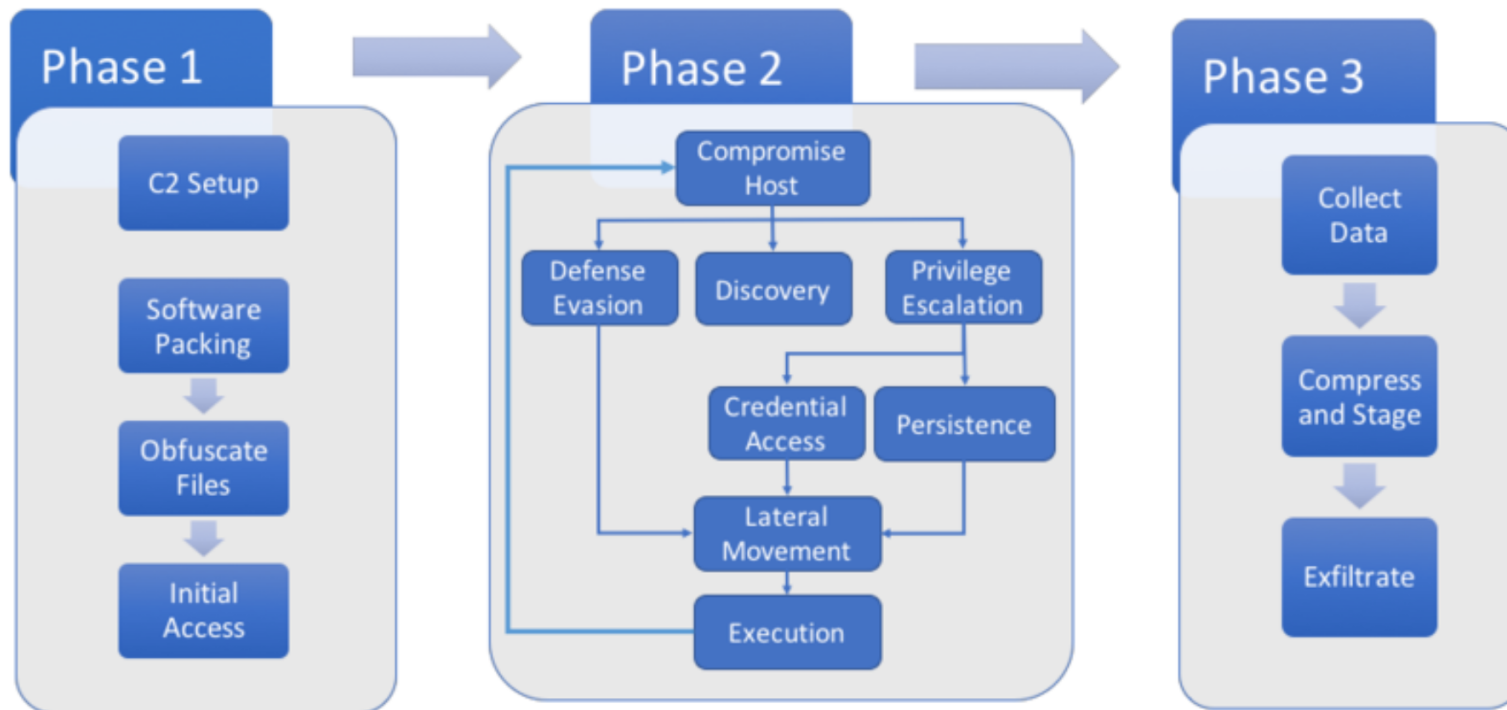 Phase 1
C2 Setup
Software
Packing
Obfuscate
Files
Initial
Access
Phase 2
Compromise
Host
Defense
Evasion
Discovery
Privilege
Escalation
Credential
Access
Persistence
Lateral
Movement
Execution
Phase 3
Collect
Data
Compress
and Stage
Exfiltrate